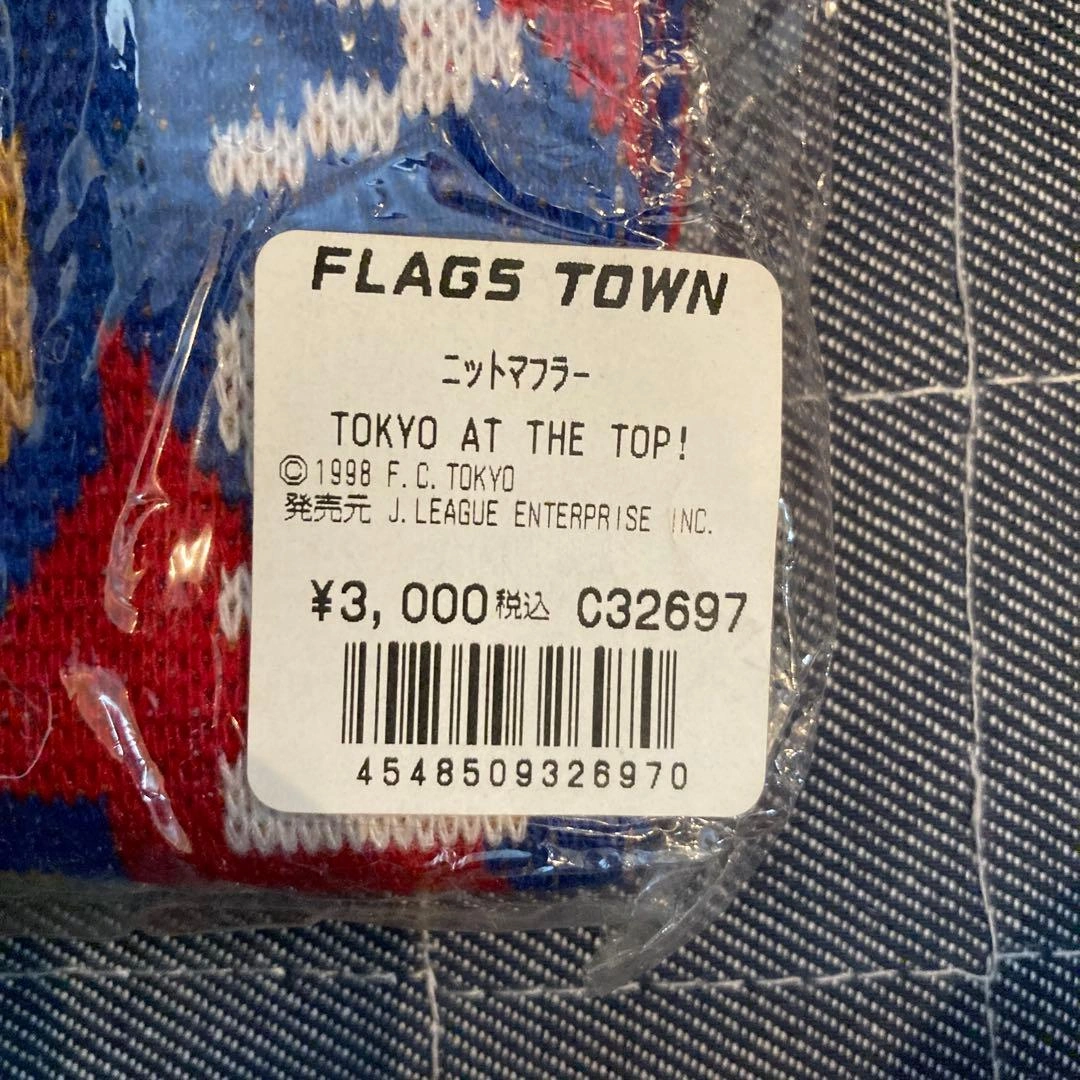 FLAGS TOWN
ニットマフラー
TOKYO AT THE TOP!
©1998 F.C.TOKYO
発売元 J.LEAGUE ENTERPRISE INC.
¥3,000税込 C32697
4548509326970